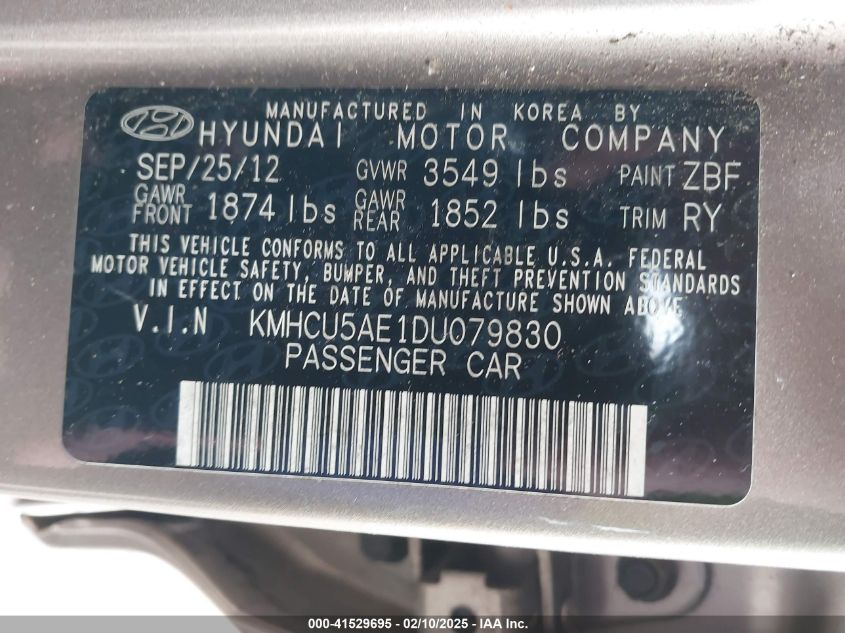 MANUFACTURED IN KOREA BY
HYUNDAI MOTOR COMPANY
SEP/25/12 GVWR 3549 lbs PAINT ZBF
GAWR FRONT 1874 lbs GAWR REAR 1852 lbs TRIM RY
THIS VEHICLE CONFORMS TO ALL APPLICABLE U.S.A. FEDERAL
MOTOR VEHICLE SAFETY, BUMPER, AND THEFT PREVENTION STANDARDS
IN EFFECT ON THE DATE OF MANUFACTURE SHOWN ABOVE
V.I.N KMHCU5AE1DU079830
PASSENGER CAR
000-41529695 - 02/10/2025 - IAA Inc.